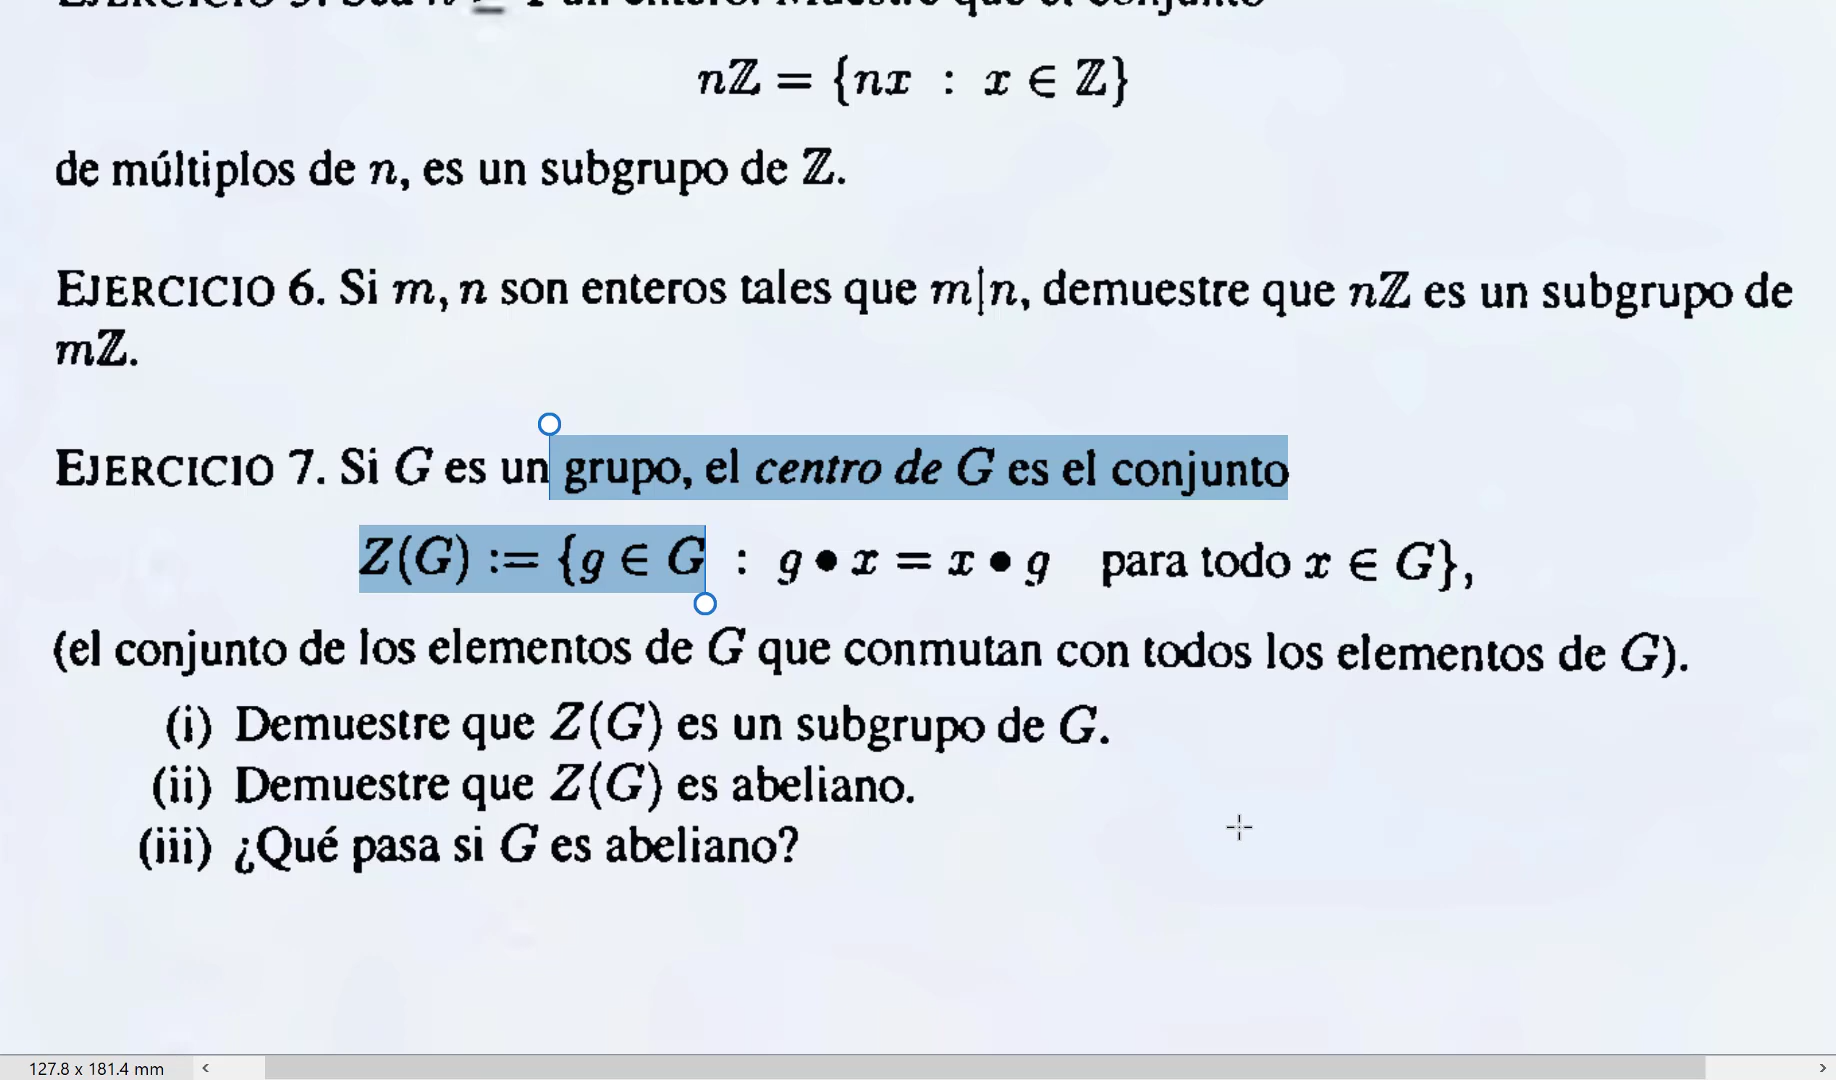 nℤ = {nx : x ∈ ℤ}
de múltiplos de n, es un subgrupo de ℤ.
EJERCICIO 6. Si m, n son enteros tales que m|n, demuestre que nℤ es un subgrupo de
mℤ.
EJERCICIO 7. Si G es un grupo, el centro de G es el conjunto
Z(G) := {g ∈ G : g • x = x • g para todo x ∈ G},
(el conjunto de los elementos de G que conmutan con todos los elementos de G).
(i) Demuestre que Z(G) es un subgrupo de G.
(ii) Demuestre que Z(G) es abeliano.
(iii) ¿Qué pasa si G es abeliano?
127.8 x 181.4 mm